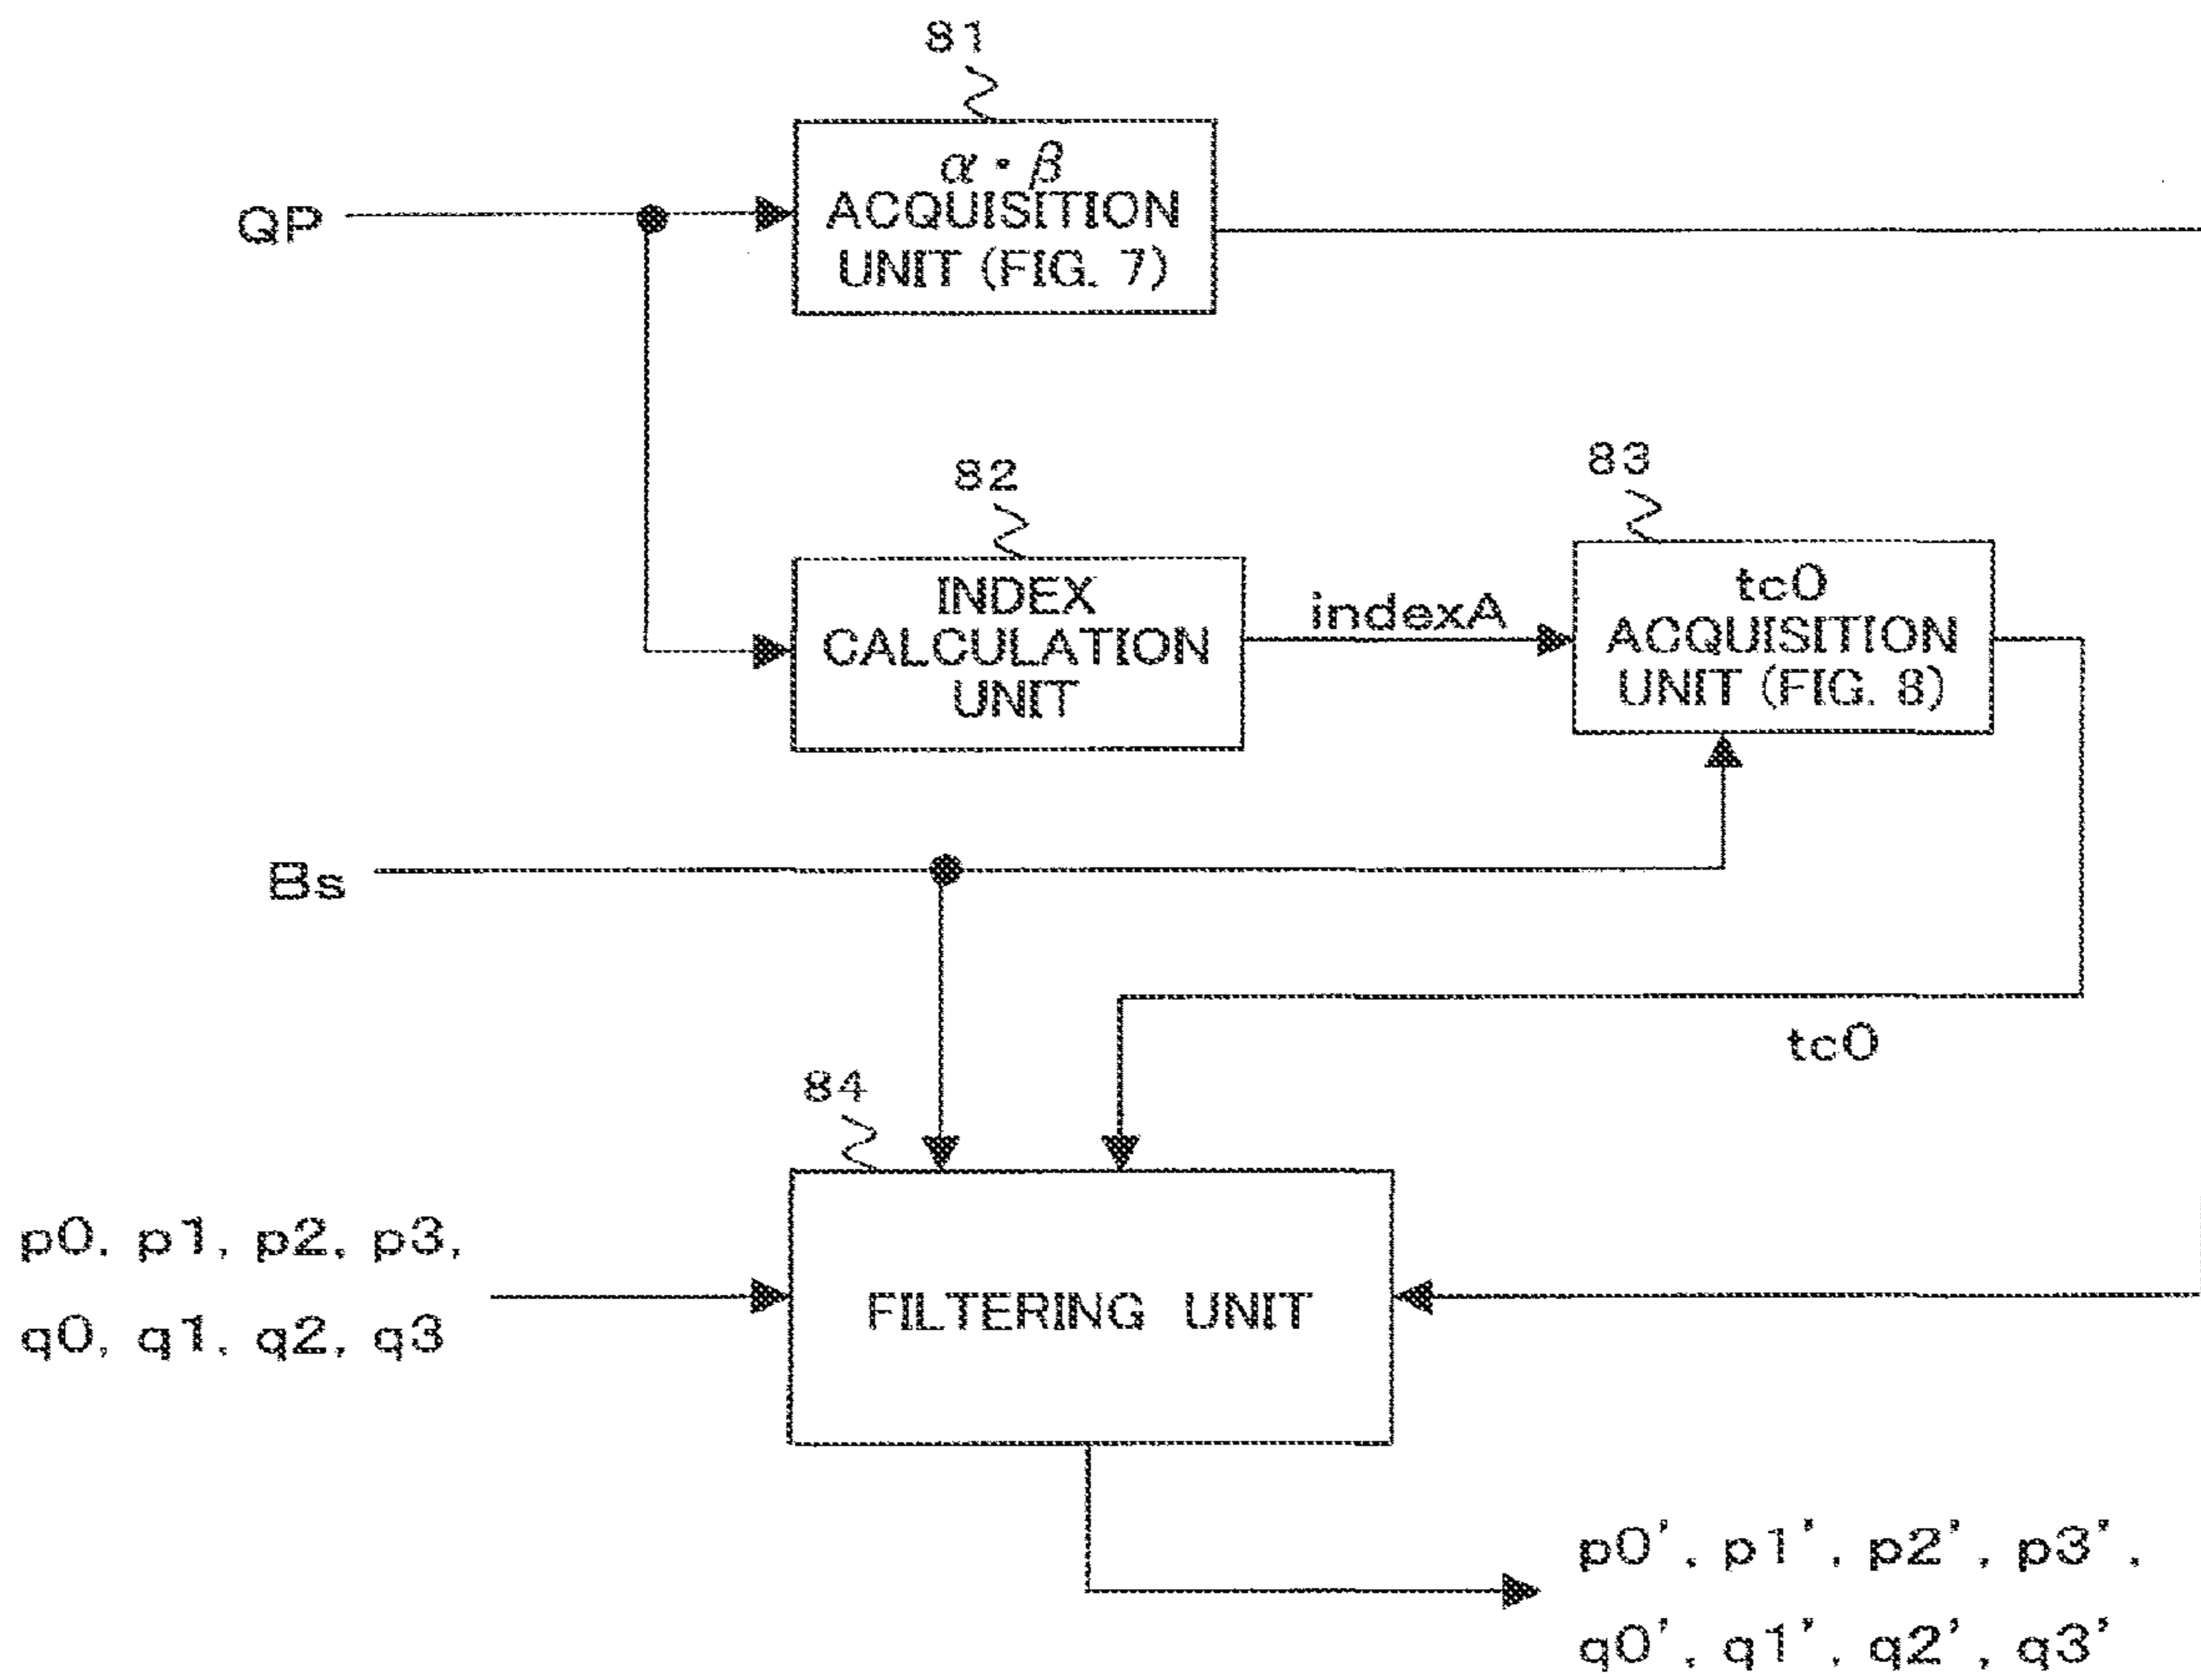 81
α・β
ACQUISITION
UNIT (FIG. 7)
QP
82
INDEX
CALCULATION
UNIT
indexA
83
tc0
ACQUISITION
UNIT (FIG. 8)
Bs
tc0
84
p0, p1, p2, p3,
q0, q1, q2, q3
FILTERING UNIT
p0', p1', p2', p3',
q0', q1', q2', q3'